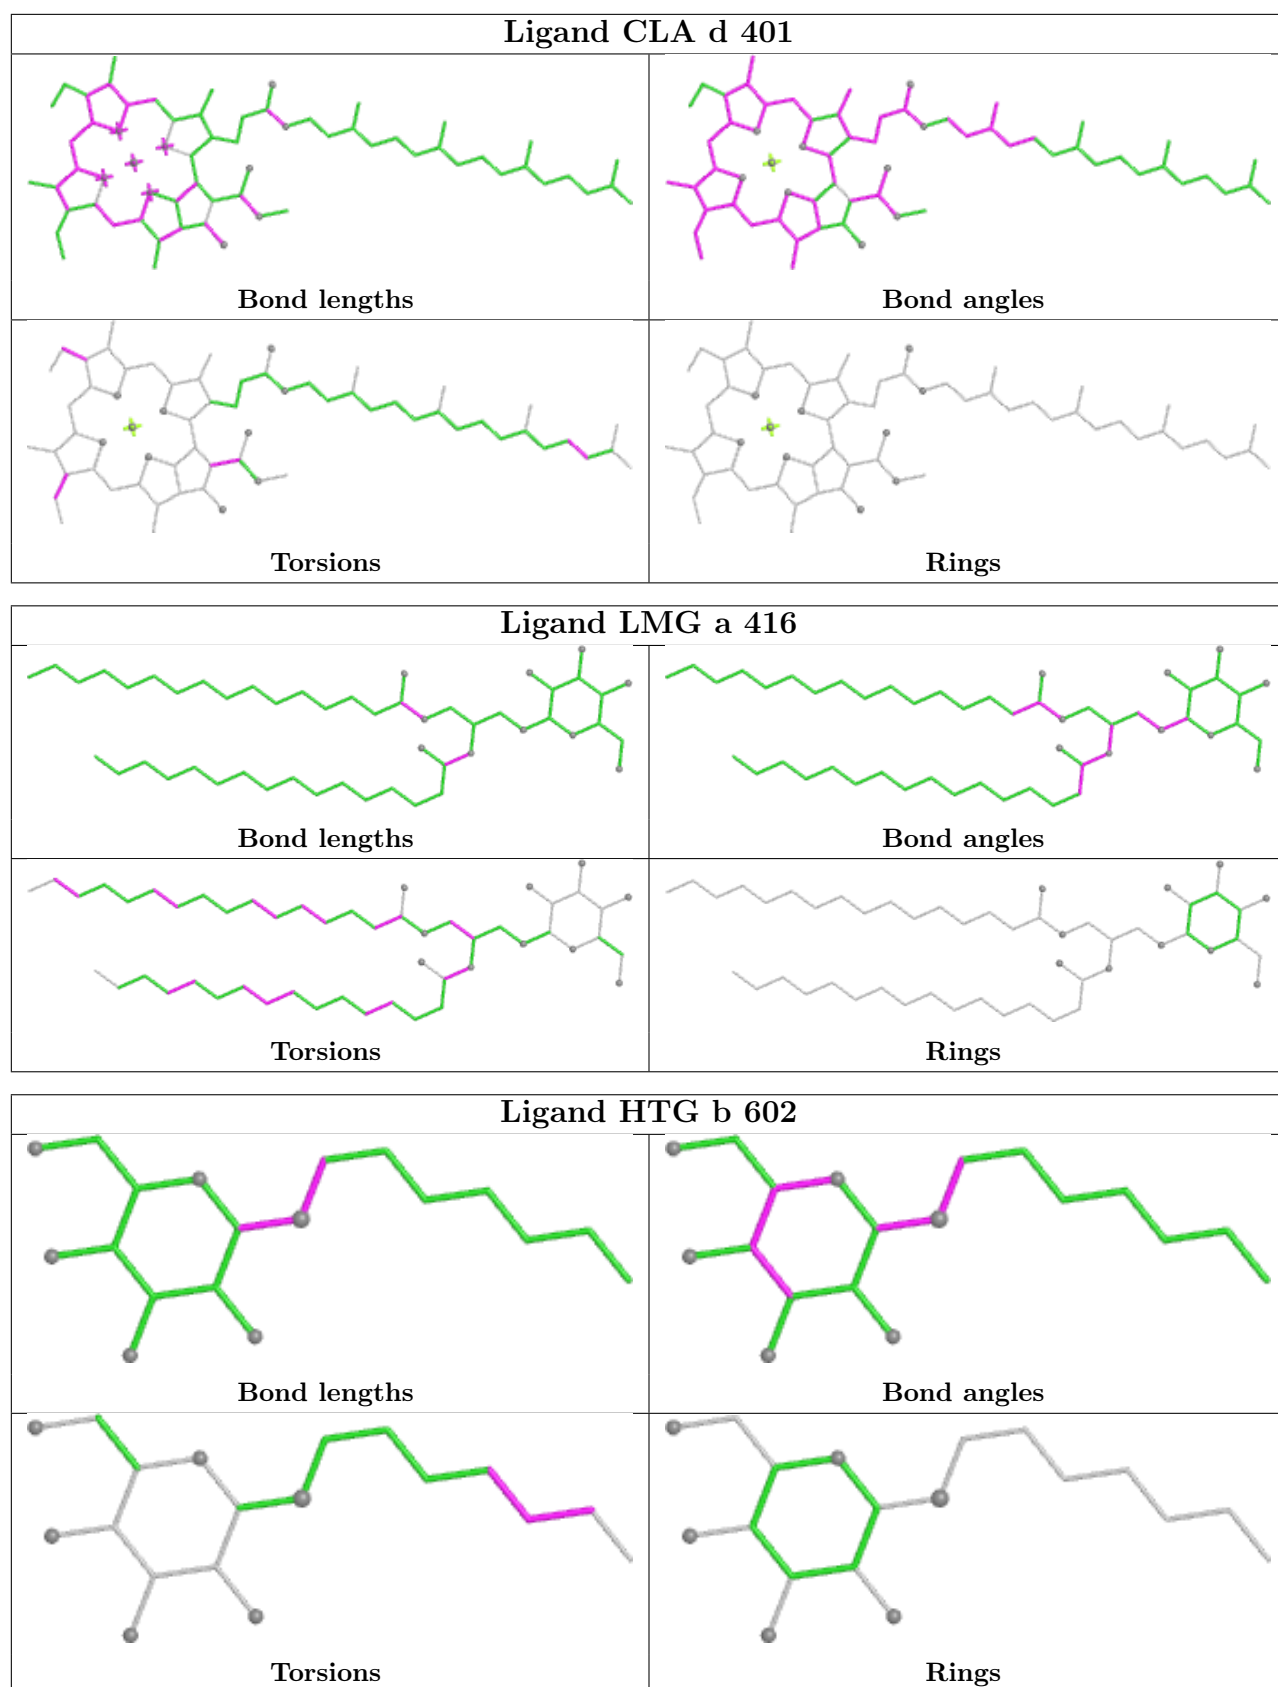 Ligand CLA d 401
Bond lengths
Bond angles
Torsions
Rings
Ligand LMG a 416
Bond lengths
Bond angles
Torsions
Rings
Ligand HTG b 602
Bond lengths
Bond angles
Torsions
Rings